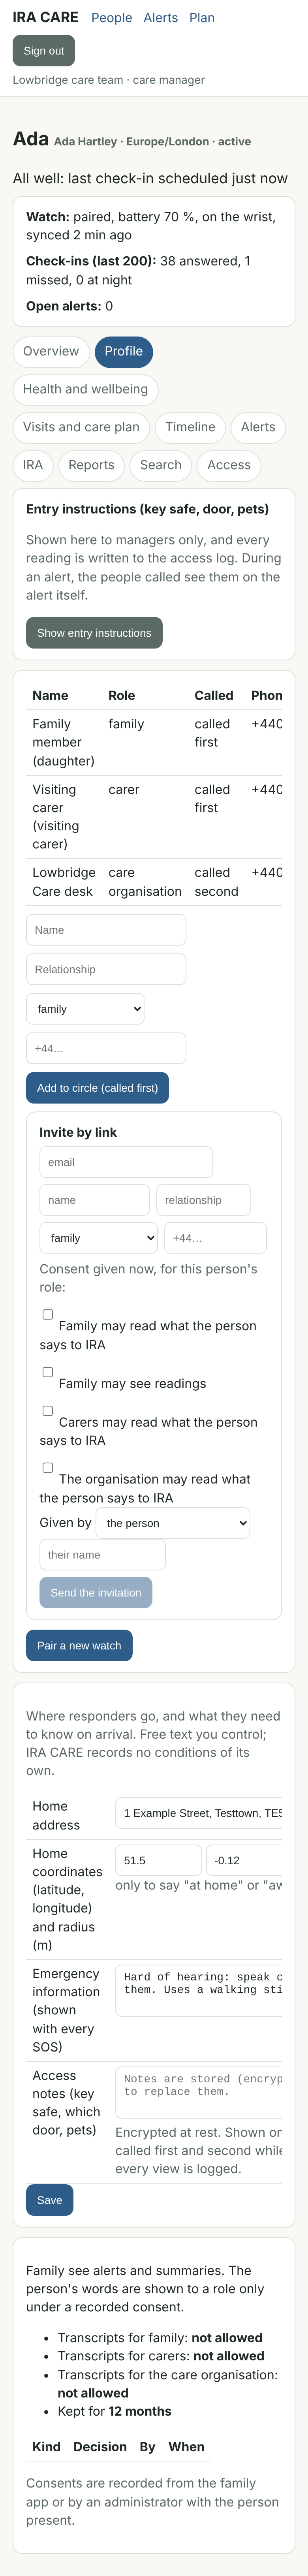 IRA CARE People Alerts Plan
Sign out
Lowbridge care team · care manager
Ada Ada Hartley · Europe/London · active
All well: last check-in scheduled just now
Watch: paired, battery 70 %, on the wrist,
synced 2 min ago
Check-ins (last 200): 38 answered, 1
missed, 0 at night
Open alerts: 0
Overview Profile
Health and wellbeing
Visits and care plan Timeline Alerts
IRA Reports Search Access
Entry instructions (key safe, door, pets)
Shown here to managers only, and every
reading is written to the access log. During
an alert, the people called see them on the
alert itself.
Show entry instructions
Name Role Called Phon
Family family called +440
member first
(daughter)
Visiting carer called +440
carer first
(visiting
carer)
Lowbridge care called +440
Care desk organisation second
Name
Relationship
family
+44...
Add to circle (called first)
Invite by link
email
name relationship
family +44...
Consent given now, for this person's
role:
Family may read what the person
says to IRA
Family may see readings
Carers may read what the person
says to IRA
The organisation may read what
the person says to IRA
Given by the person
their name
Send the invitation
Pair a new watch
Where responders go, and what they need
to know on arrival. Free text you control;
IRA CARE records no conditions of its
own.
Home 1 Example Street, Testtown, TE5
address
Home 51.5 -0.12
coordinates only to say "at home" or "aw
(latitude,
longitude)
and radius
(m)
Emergency Hard of hearing: speak c
information them. Uses a walking sti
(shown
with every
SOS)
Access Notes are stored (encryp
notes (key to replace them.
safe, which
door, pets) Encrypted at rest. Shown on
called first and second while
every view is logged.
Save
Family see alerts and summaries. The
person's words are shown to a role only
under a recorded consent.
• Transcripts for family: not allowed
• Transcripts for carers: not allowed
• Transcripts for the care organisation:
not allowed
• Kept for 12 months
Kind Decision By When
Consents are recorded from the family
app or by an administrator with the person
present.